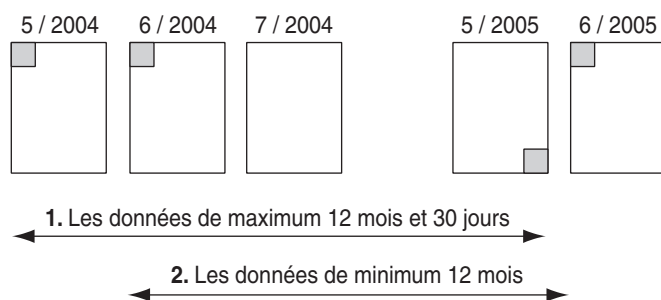 5 / 2004 6 / 2004 7 / 2004 5 / 2005 6 / 2005
1. Les données de maximum 12 mois et 30 jours
2. Les données de minimum 12 mois